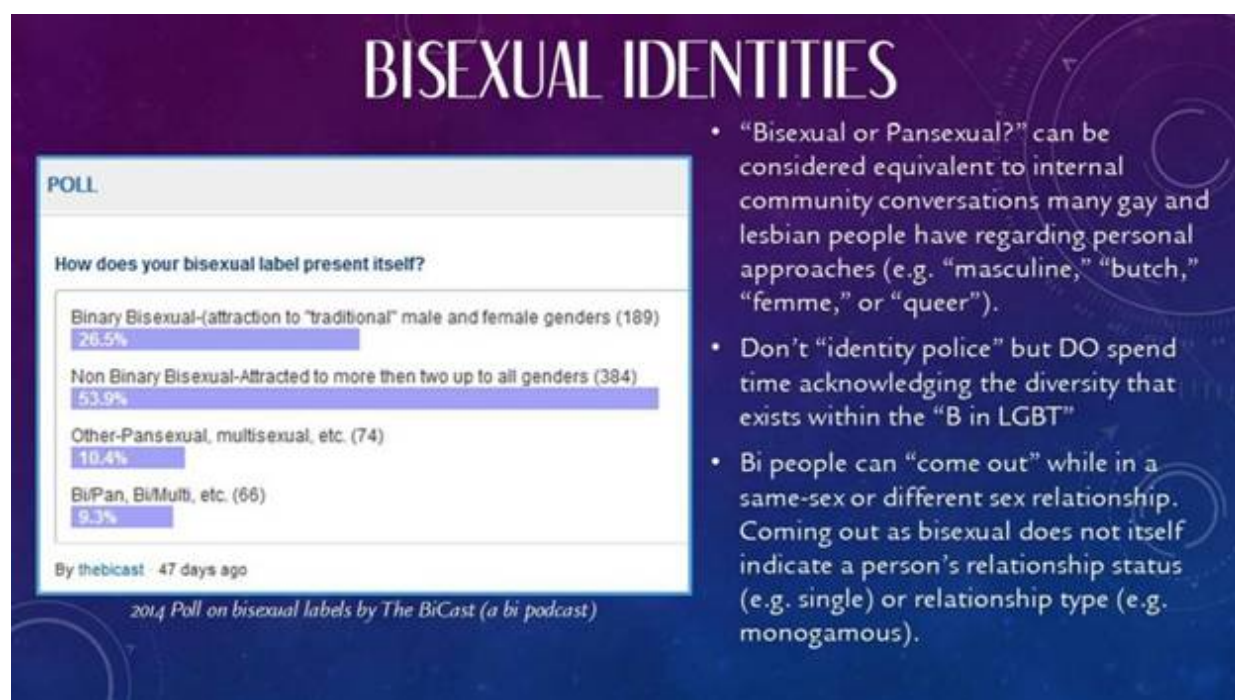 BISEXUAL IDENTITIES
POLL
How does your bisexual label present itself?
Binary Bisexual-(attraction to "traditional" male and female genders (189)
26.5%
Non Binary Bisexual-Attracted to more then two up to all genders (384)
53.9%
Other-Pansexual, multisexual, etc. (74)
10.4%
Bi/Pan, Bi/Multi, etc. (66)
9.3%
By thebicast 47 days ago
2014 Poll on bisexual labels by The BiCast (a bi podcast)
• “Bisexual or Pansexual?” can be
considered equivalent to internal
community conversations many gay and
lesbian people have regarding personal
approaches (e.g. “masculine,” “butch,”
“femme,” or “queer”).
• Don’t “identity police” but DO spend
time acknowledging the diversity that
exists within the “B in LGBT”
• Bi people can “come out” while in a
same-sex or different sex relationship.
Coming out as bisexual does not itself
indicate a person’s relationship status
(e.g. single) or relationship type (e.g.
monogamous).